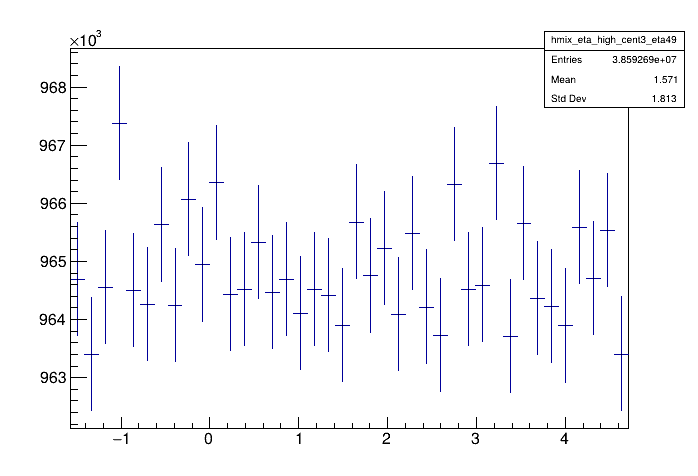 ×10³
hmix_eta_high_cent3_eta49
Entries 3.859269e+07
Mean 1.571
Std Dev 1.813
968
967
966
965
964
963
−1 0 1 2 3 4